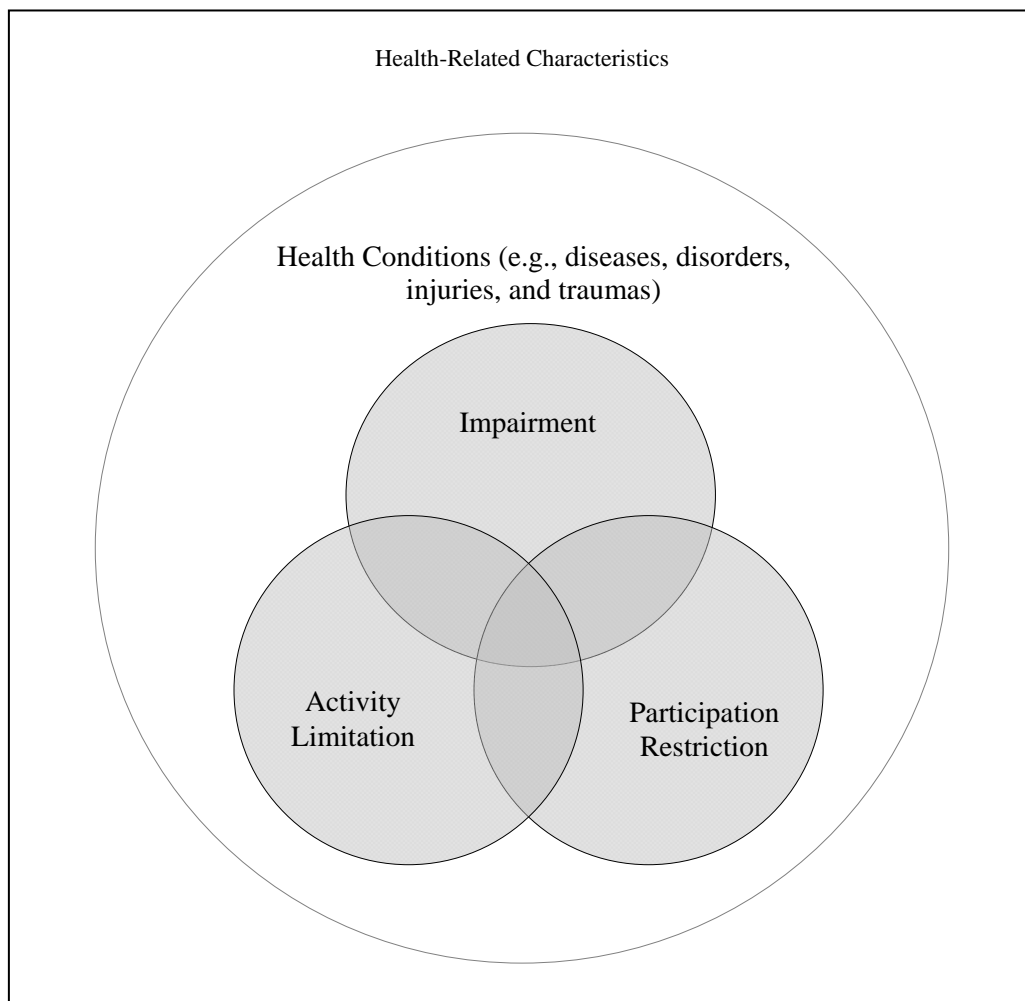 Health-Related Characteristics
Health Conditions (e.g., diseases, disorders,
injuries, and traumas)
Impairment
Activity
Limitation
Participation
Restriction